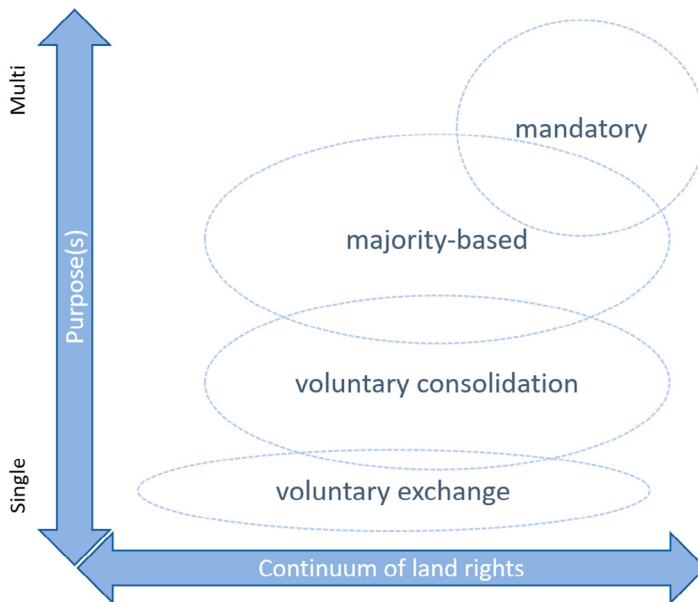 Multi
mandatory
majority-based
Purpose(s)
voluntary consolidation
Single
voluntary exchange
Continuum of land rights